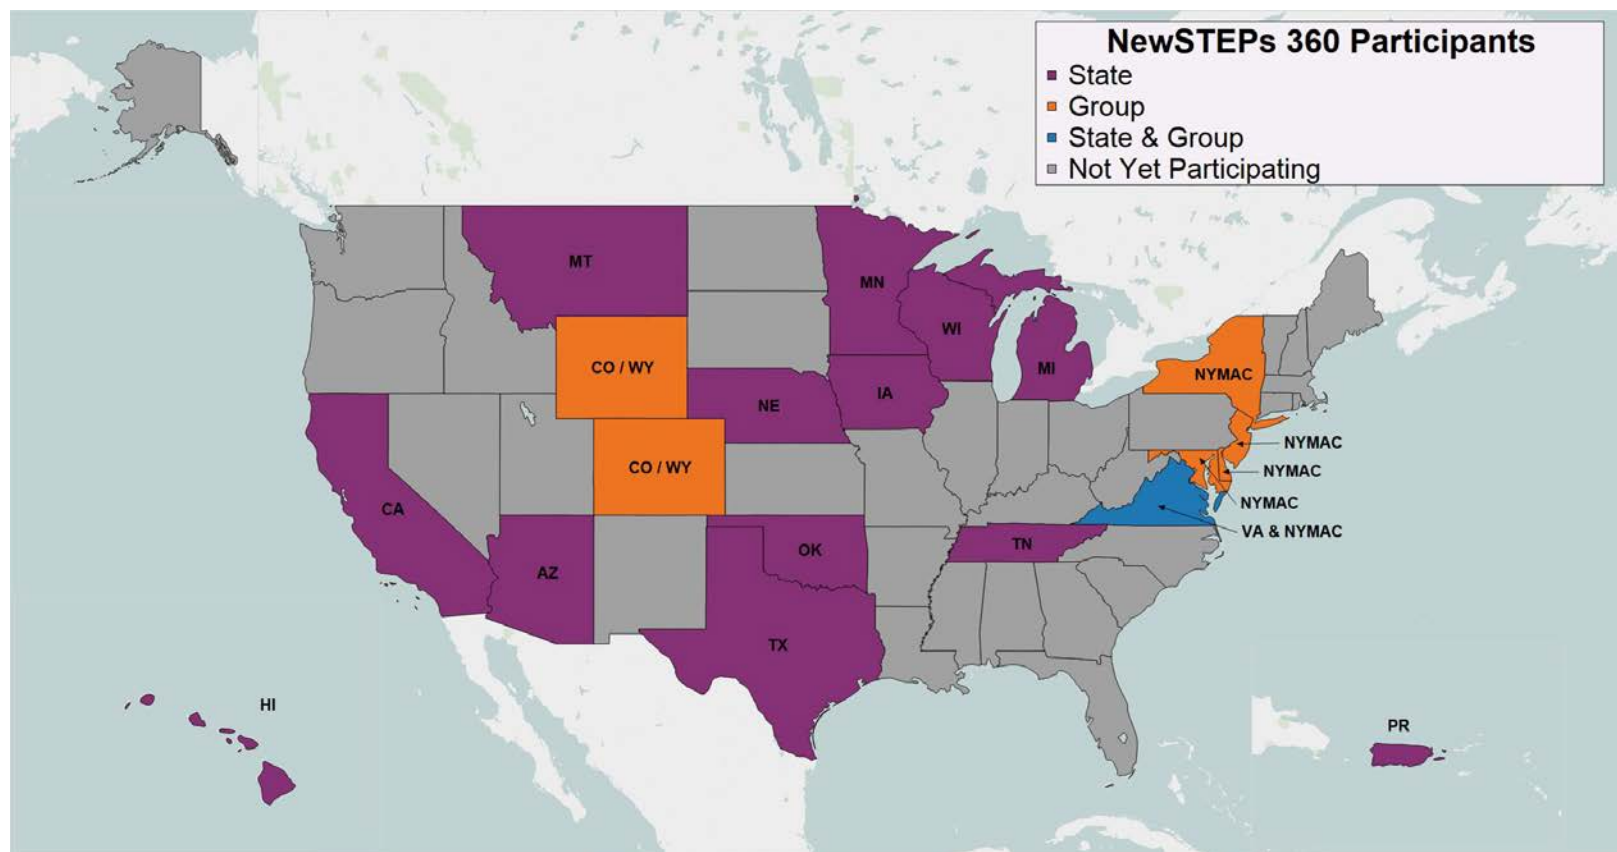 NewSTEPs 360 Participants
State
Group
State & Group
Not Yet Participating
MT
MN
WI
MI
CO / WY
NYMAC
IA
NE
NYMAC
CO / WY
NYMAC
NYMAC
CA
VA & NYMAC
OK
TN
AZ
TX
HI
PR